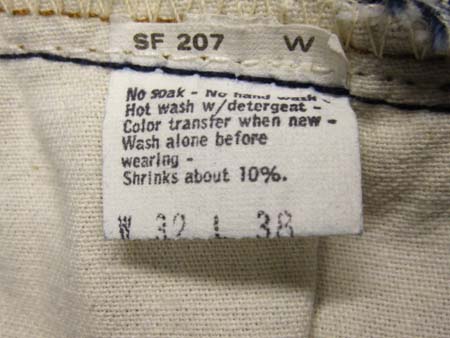 SF 207 W
No soak - No hand wash -
Hot wash w/detergent -
Color transfer when new -
Wash alone before
wearing -
Shrinks about 10%.
W 32 L 38